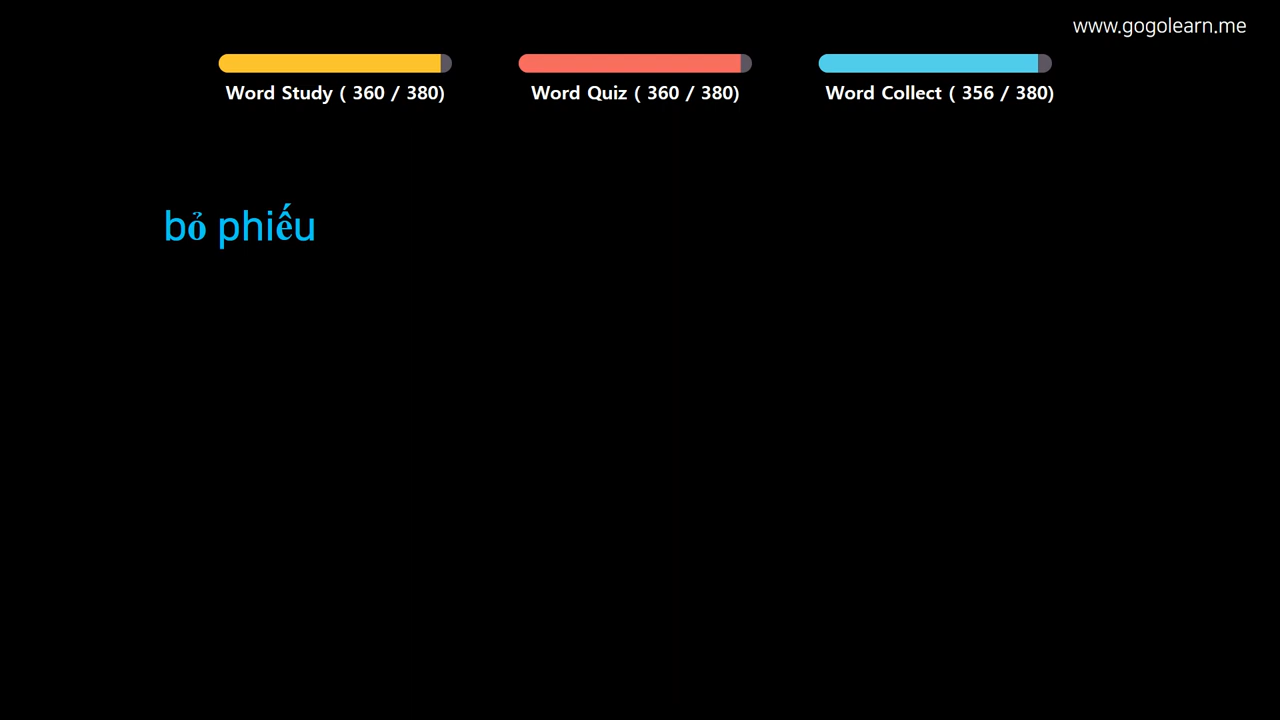 www.gogolearn.me
Word Study ( 360 / 380)
Word Quiz ( 360 / 380)
Word Collect ( 356 / 380)
bỏ phiếu